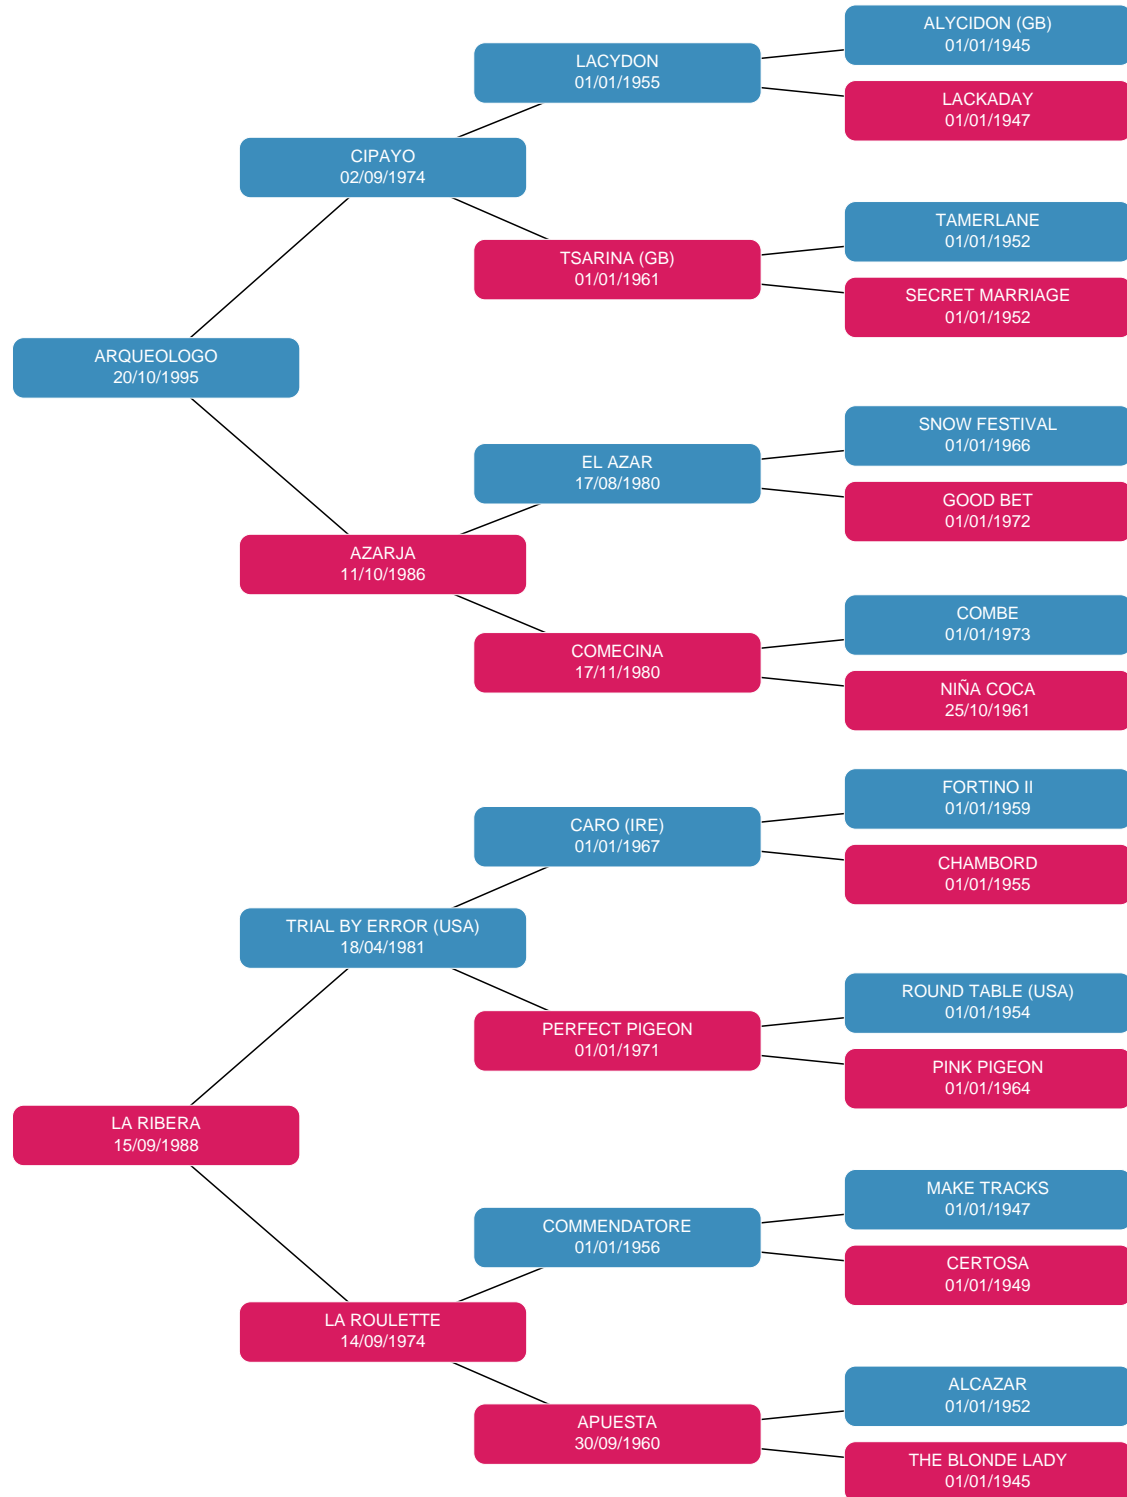 ALYCIDON (GB)
01/01/1945
LACYDON
01/01/1955
LACKADAY
01/01/1947
CIPAYO
02/09/1974
TAMERLANE
01/01/1952
TSARINA (GB)
01/01/1961
SECRET MARRIAGE
01/01/1952
ARQUEOLOGO
20/10/1995
SNOW FESTIVAL
01/01/1966
EL AZAR
17/08/1980
GOOD BET
01/01/1972
AZARJA
11/10/1986
COMBE
01/01/1973
COMECINA
17/11/1980
NIÑA COCA
25/10/1961
FORTINO II
01/01/1959
CARO (IRE)
01/01/1967
CHAMBORD
01/01/1955
TRIAL BY ERROR (USA)
18/04/1981
ROUND TABLE (USA)
01/01/1954
PERFECT PIGEON
01/01/1971
PINK PIGEON
01/01/1964
LA RIBERA
15/09/1988
MAKE TRACKS
01/01/1947
COMMENDATORE
01/01/1956
CERTOSA
01/01/1949
LA ROULETTE
14/09/1974
ALCAZAR
01/01/1952
APUESTA
30/09/1960
THE BLONDE LADY
01/01/1945